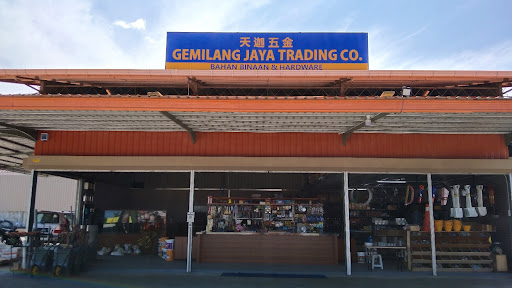 天迦五金
GEMILANG JAYA TRADING CO.
BAHAN BINAAN & HARDWARE